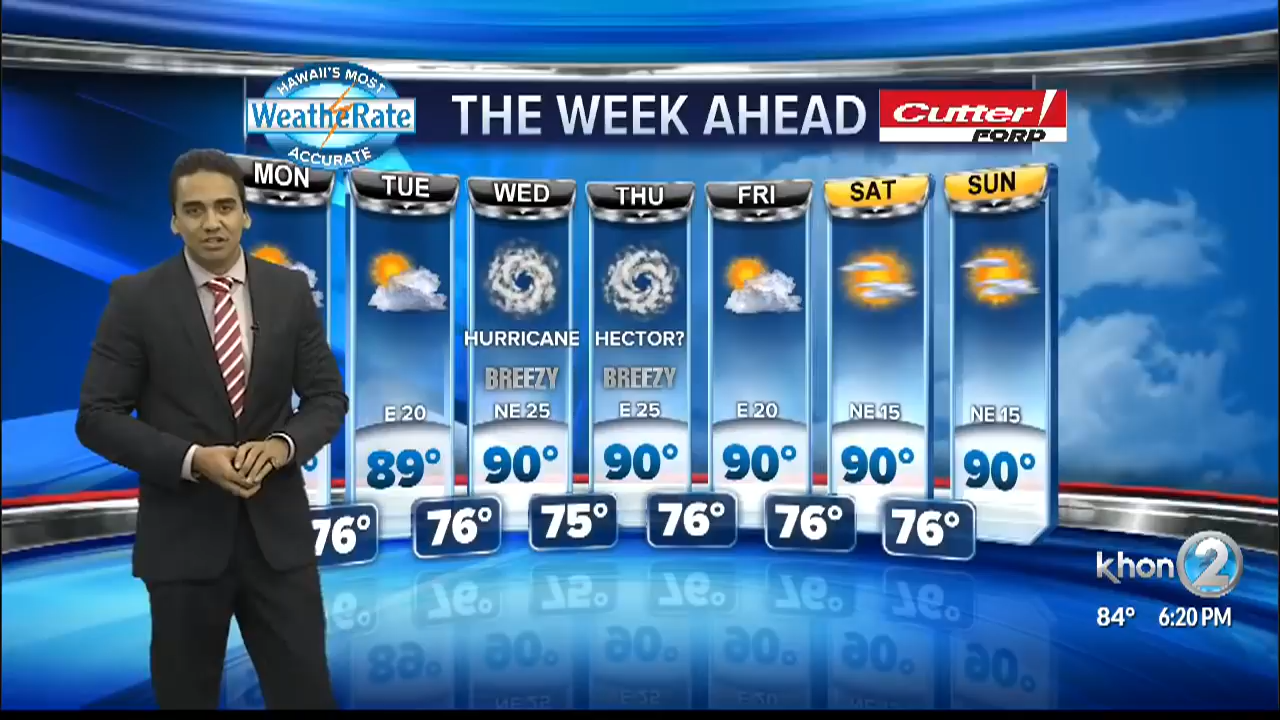 HAWAII'S MOST
WeatheRate
ACCURATE
THE WEEK AHEAD
Cutter!
FORD
MON TUE WED THU FRI SAT SUN
HURRICANE HECTOR?
BREEZY BREEZY
E 20 NE 25 E 25 E 20 NE 15 NE 15
89° 90° 90° 90° 90° 90°
76° 76° 75° 76° 76° 76°
khon 2
84° 6:20 PM